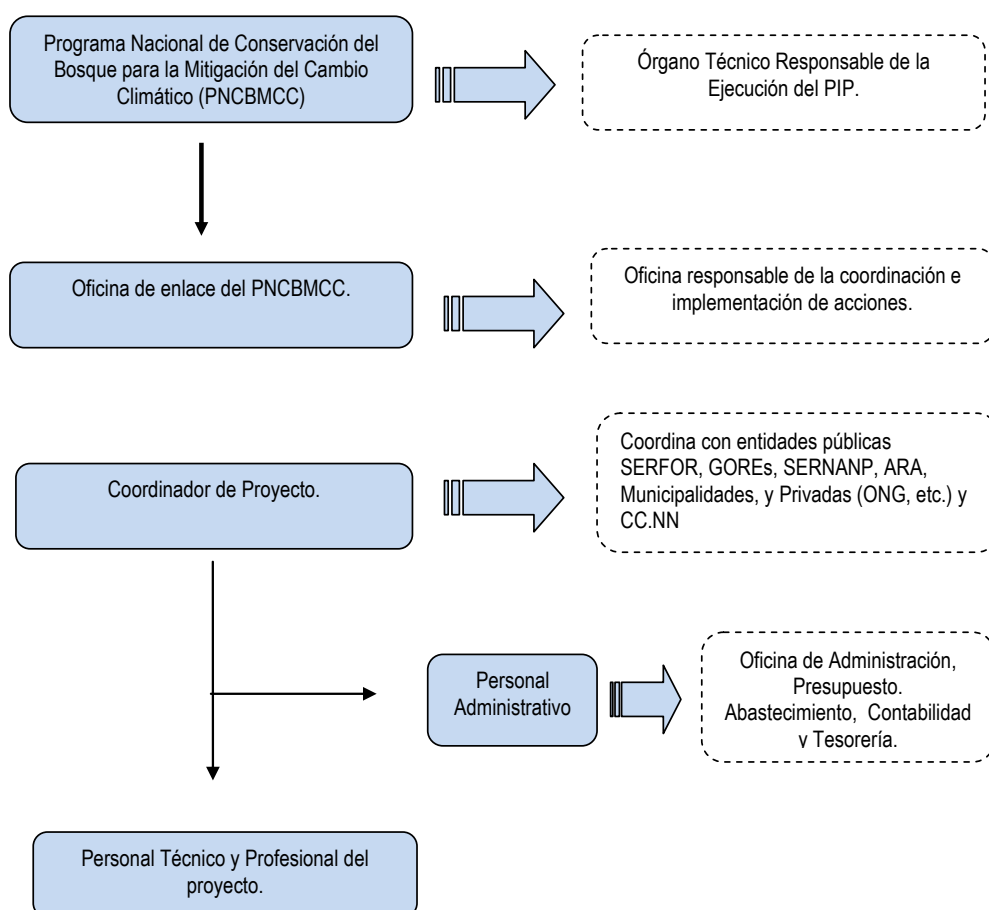 Programa Nacional de Conservación del
Bosque para la Mitigación del Cambio
Climático (PNCBMCC)
Órgano Técnico Responsable de la
Ejecución del PIP.
Oficina de enlace del PNCBMCC.
Oficina responsable de la coordinación e
implementación de acciones.
Coordinador de Proyecto.
Coordina con entidades públicas
SERFOR, GOREs, SERNANP, ARA,
Municipalidades, y Privadas (ONG, etc.) y
CC.NN
Personal
Administrativo
Oficina de Administración,
Presupuesto.
Abastecimiento, Contabilidad
y Tesorería.
Personal Técnico y Profesional del
proyecto.